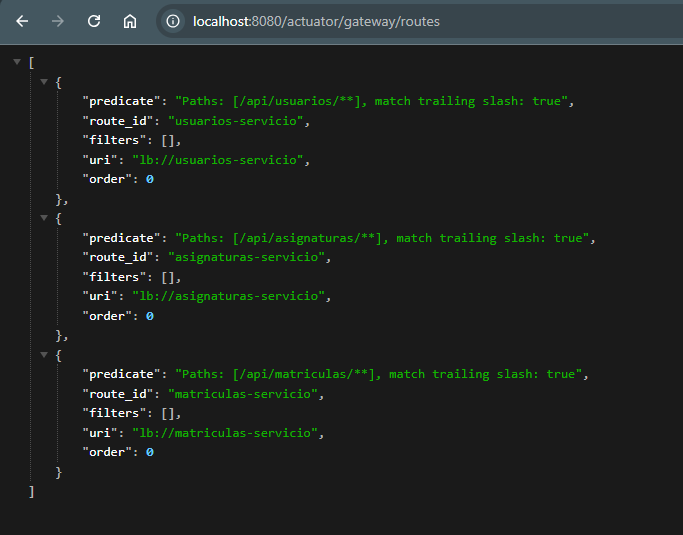 localhost:8080/actuator/gateway/routes
[
{
"predicate": "Paths: [/api/usuarios/**], match trailing slash: true",
"route_id": "usuarios-servicio",
"filters": [],
"uri": "lb://usuarios-servicio",
"order": 0
},
{
"predicate": "Paths: [/api/asignaturas/**], match trailing slash: true",
"route_id": "asignaturas-servicio",
"filters": [],
"uri": "lb://asignaturas-servicio",
"order": 0
},
{
"predicate": "Paths: [/api/matriculas/**], match trailing slash: true",
"route_id": "matriculas-servicio",
"filters": [],
"uri": "lb://matriculas-servicio",
"order": 0
}
]